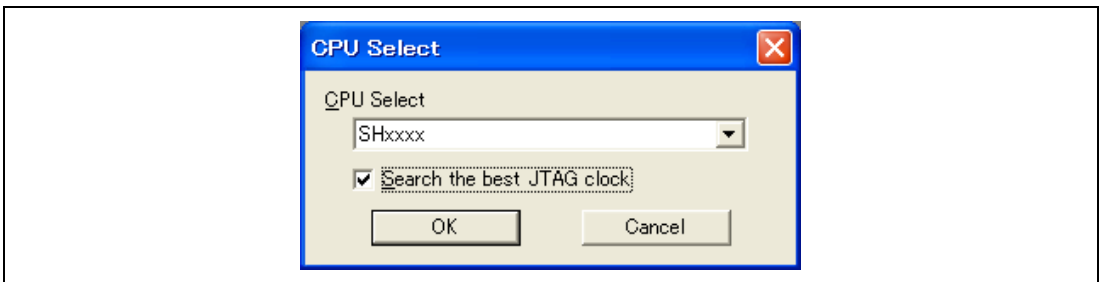 CPU Select
CPU Select
SHxxxx
Search the best JTAG clock
OK Cancel